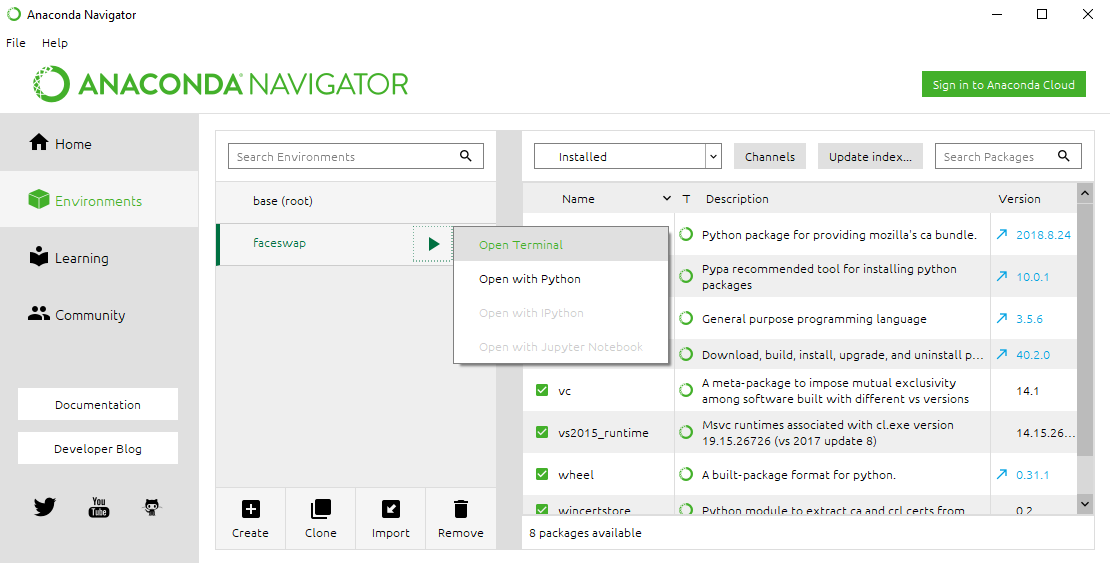 Anaconda Navigator
File Help
ANACONDA NAVIGATOR
Sign in to Anaconda Cloud
Home
Environments
Learning
Community
Documentation
Developer Blog
You
Tube
Search Environments
base (root)
faceswap
Open Terminal
Open with Python
Open with IPython
Open with Jupyter Notebook
Create Clone Import Remove
Installed Channels Update index... Search Packages
Name T Description Version
Python package for providing mozilla's ca bundle. 2018.8.24
Pypa recommended tool for installing python
packages 10.0.1
General purpose programming language 3.5.6
Download, build, install, upgrade, and uninstall p... 40.2.0
vc A meta-package to impose mutual exclusivity
among software built with different vs versions 14.1
vs2015_runtime Msvc runtimes associated with cl.exe version
19.15.26726 (vs 2017 update 8) 14.15.26...
wheel A built-package format for python. 0.31.1
wincertstore Python module to extract ca and crl certs from 0.2
8 packages available